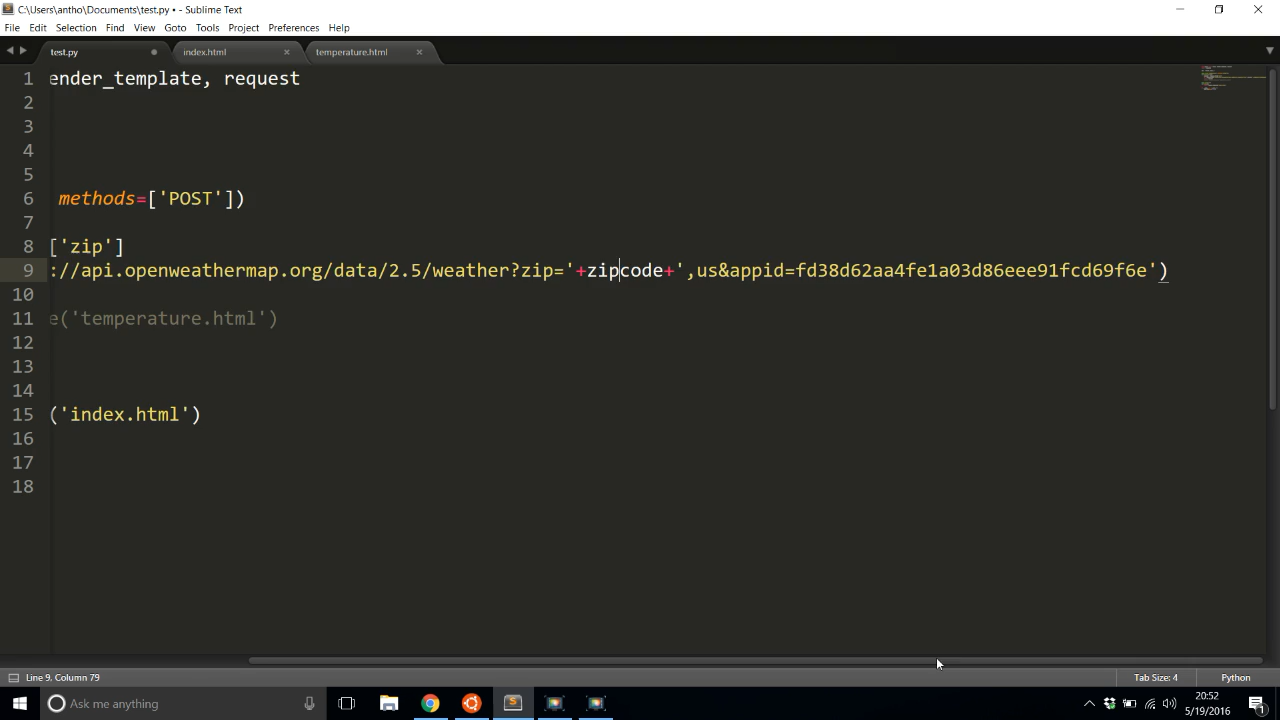 C:\Users\antho\Documents\test.py • - Sublime Text
File Edit Selection Find View Goto Tools Project Preferences Help
test.py index.html temperature.html
1 ender_template, request
2
3
4
5
6 methods=['POST'])
7
8 ['zip']
9 ://api.openweathermap.org/data/2.5/weather?zip='+zipcode+',us&appid=fd38d62aa4fe1a03d86eee91fcd69f6e')
10
11 e('temperature.html')
12
13
14
15 ('index.html')
16
17
18
Line 9, Column 79 Tab Size: 4 Python
Ask me anything 20:52
5/19/2016 1